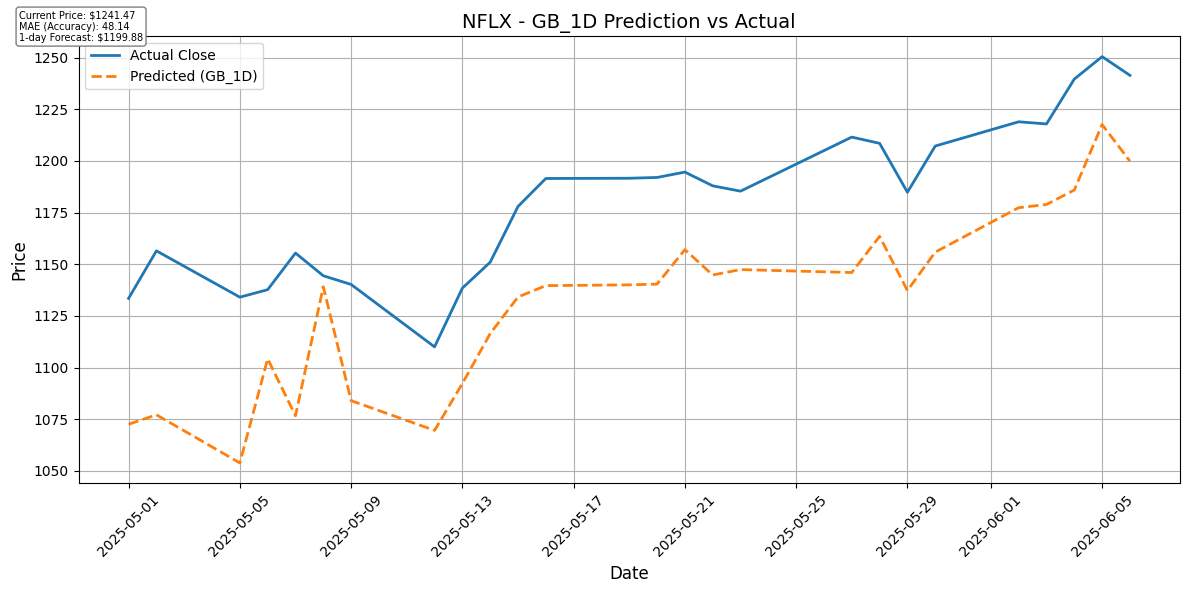 Current Price: $1241.47
MAE (Accuracy): 48.14
1-day Forecast: $1199.88
NFLX - GB_1D Prediction vs Actual
Actual Close
Predicted (GB_1D)
Price
1250
1225
1200
1175
1150
1125
1100
1075
1050
2025-05-01
2025-05-05
2025-05-09
2025-05-13
2025-05-17
2025-05-21
2025-05-25
2025-05-29
2025-06-01
2025-06-05
Date